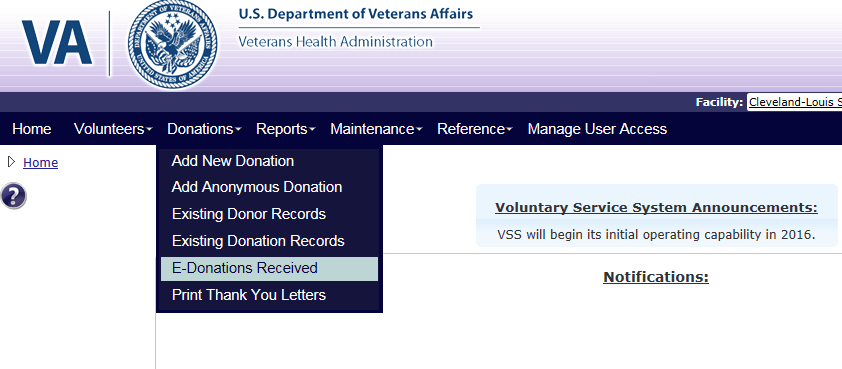 VA
U.S. Department of Veterans Affairs
Veterans Health Administration
Facility: Cleveland-Louis S
Home Volunteers Donations Reports Maintenance Reference Manage User Access
Home
Add New Donation
Add Anonymous Donation
Existing Donor Records
Existing Donation Records
E-Donations Received
Print Thank You Letters
?
Voluntary Service System Announcements:
VSS will begin its initial operating capability in 2016.
Notifications: